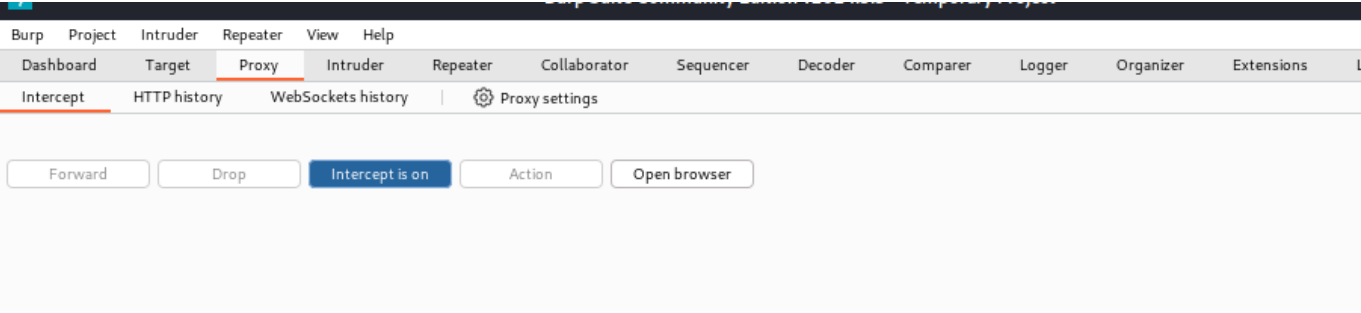 Burp Project Intruder Repeater View Help
Dashboard Target Proxy Intruder Repeater Collaborator Sequencer Decoder Comparer Logger Organizer Extensions
Intercept HTTP history WebSockets history Proxy settings
Forward Drop Intercept is on Action Open browser